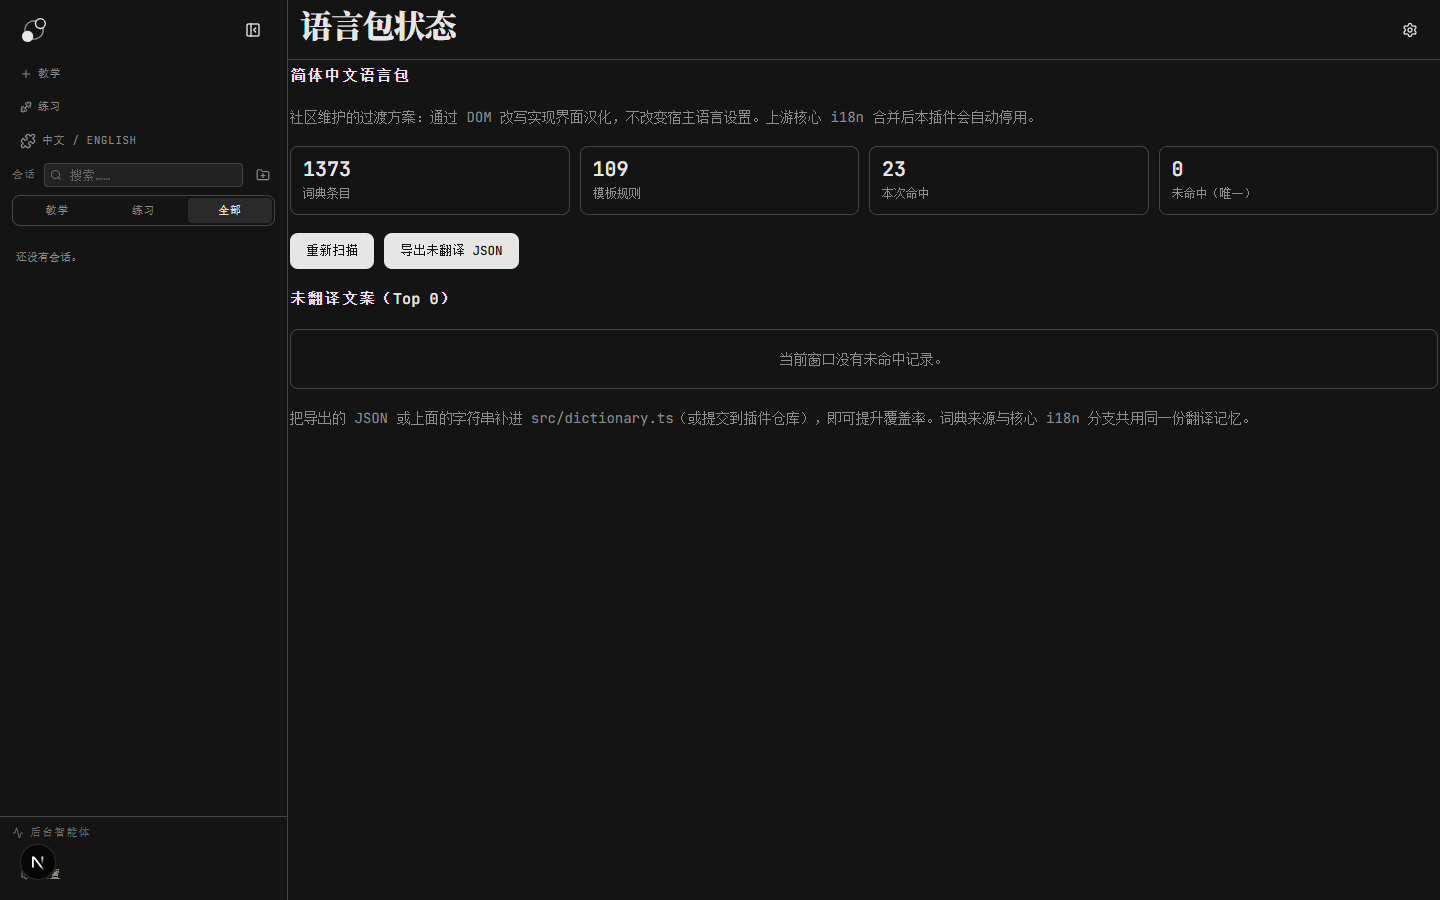 教学
练习
中文 / ENGLISH
会话
搜索……
教学
练习
全部
还没有会话。
后台智能体
N
置
语言包状态
简体中文语言包
社区维护的过渡方案：通过 DOM 改写实现界面汉化，不改变宿主语言设置。上游核心 i18n 合并后本插件会自动停用。
1373
词典条目
109
模板规则
23
本次命中
0
未命中（唯一）
重新扫描
导出未翻译 JSON
未翻译文案（Top 0）
当前窗口没有未命中记录。
把导出的 JSON 或上面的字符串补进 src/dictionary.ts（或提交到插件仓库），即可提升覆盖率。词典来源与核心 i18n 分支共用同一份翻译记忆。